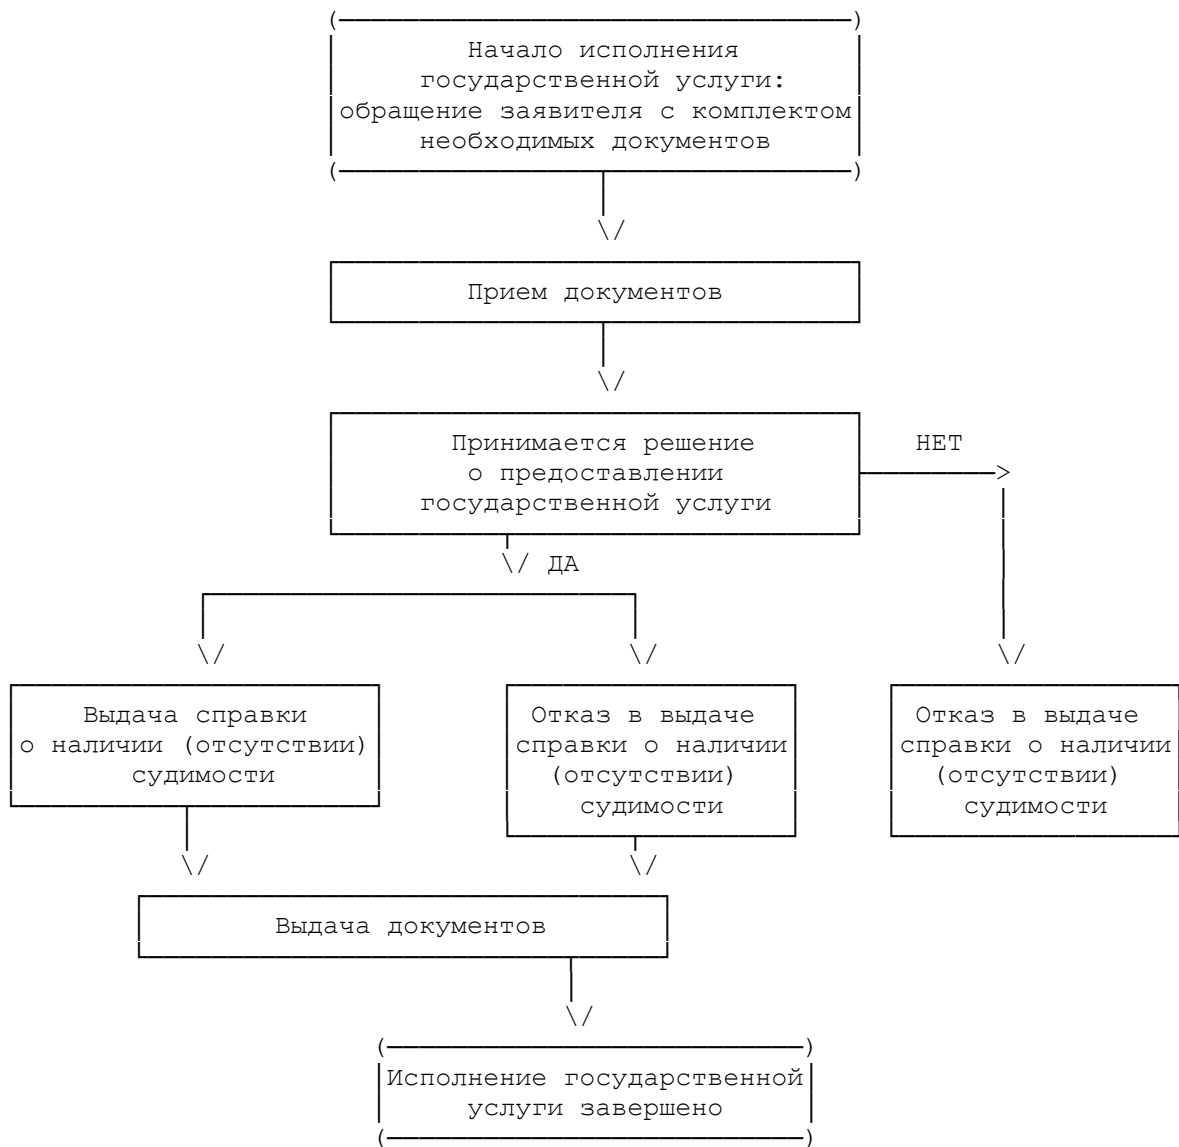 Начало исполнения
государственной услуги:
обращение заявителя с комплектом
необходимых документов
Прием документов
Принимается решение
о предоставлении
государственной услуги
НЕТ
ДА
Выдача справки
о наличии (отсутствии)
судимости
Отказ в выдаче
справки о наличии
(отсутствии)
судимости
Отказ в выдаче
справки о наличии
(отсутствии)
судимости
Выдача документов
Исполнение государственной
услуги завершено